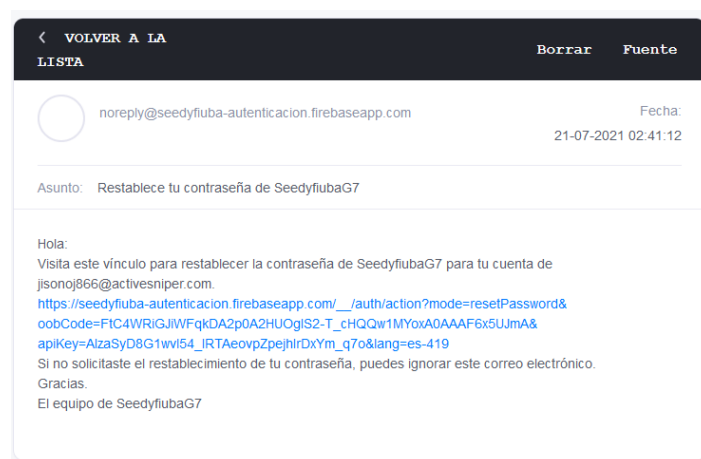 < VOLVER A LA
LISTA
Borrar Fuente
noreply@seedyfiuba-autenticacion.firebaseapp.com
Fecha:
21-07-2021 02:41:12
Asunto: Restablece tu contraseña de SeedyfiubaG7
Hola:
Visita este vínculo para restablecer la contraseña de SeedyfiubaG7 para tu cuenta de
jisonoj866@activesniper.com.
https://seedyfiuba-autenticacion.firebaseapp.com/__/auth/action?mode=resetPassword&
oobCode=FtC4WRiGJiWFqkDA2p0A2HUOglS2-T_cHQQw1MYoxA0AAAF6x5UJmA&
apiKey=AIzaSyD8G1wvl54_lRTAeovpZpejhlrDxYm_q7o&lang=es-419
Si no solicitaste el restablecimiento de tu contraseña, puedes ignorar este correo electrónico.
Gracias.
El equipo de SeedyfiubaG7